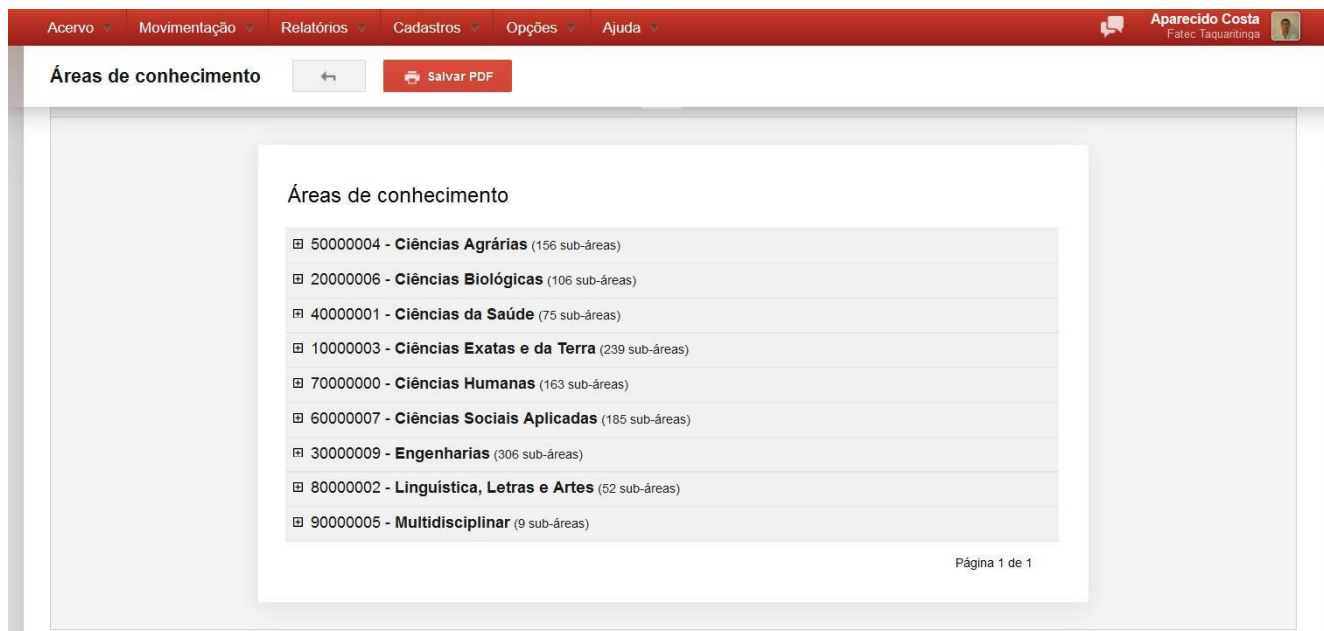 Acervo Movimentação Relatórios Cadastros Opções Ajuda Aparecido Costa
Fatec Taquaritinga
Áreas de conhecimento Salvar PDF
Áreas de conhecimento
50000004 - Ciências Agrárias (156 sub-áreas)
20000006 - Ciências Biológicas (106 sub-áreas)
40000001 - Ciências da Saúde (75 sub-áreas)
10000003 - Ciências Exatas e da Terra (239 sub-áreas)
70000000 - Ciências Humanas (163 sub-áreas)
60000007 - Ciências Sociais Aplicadas (185 sub-áreas)
30000009 - Engenharias (306 sub-áreas)
80000002 - Linguística, Letras e Artes (52 sub-áreas)
90000005 - Multidisciplinar (9 sub-áreas)
Página 1 de 1